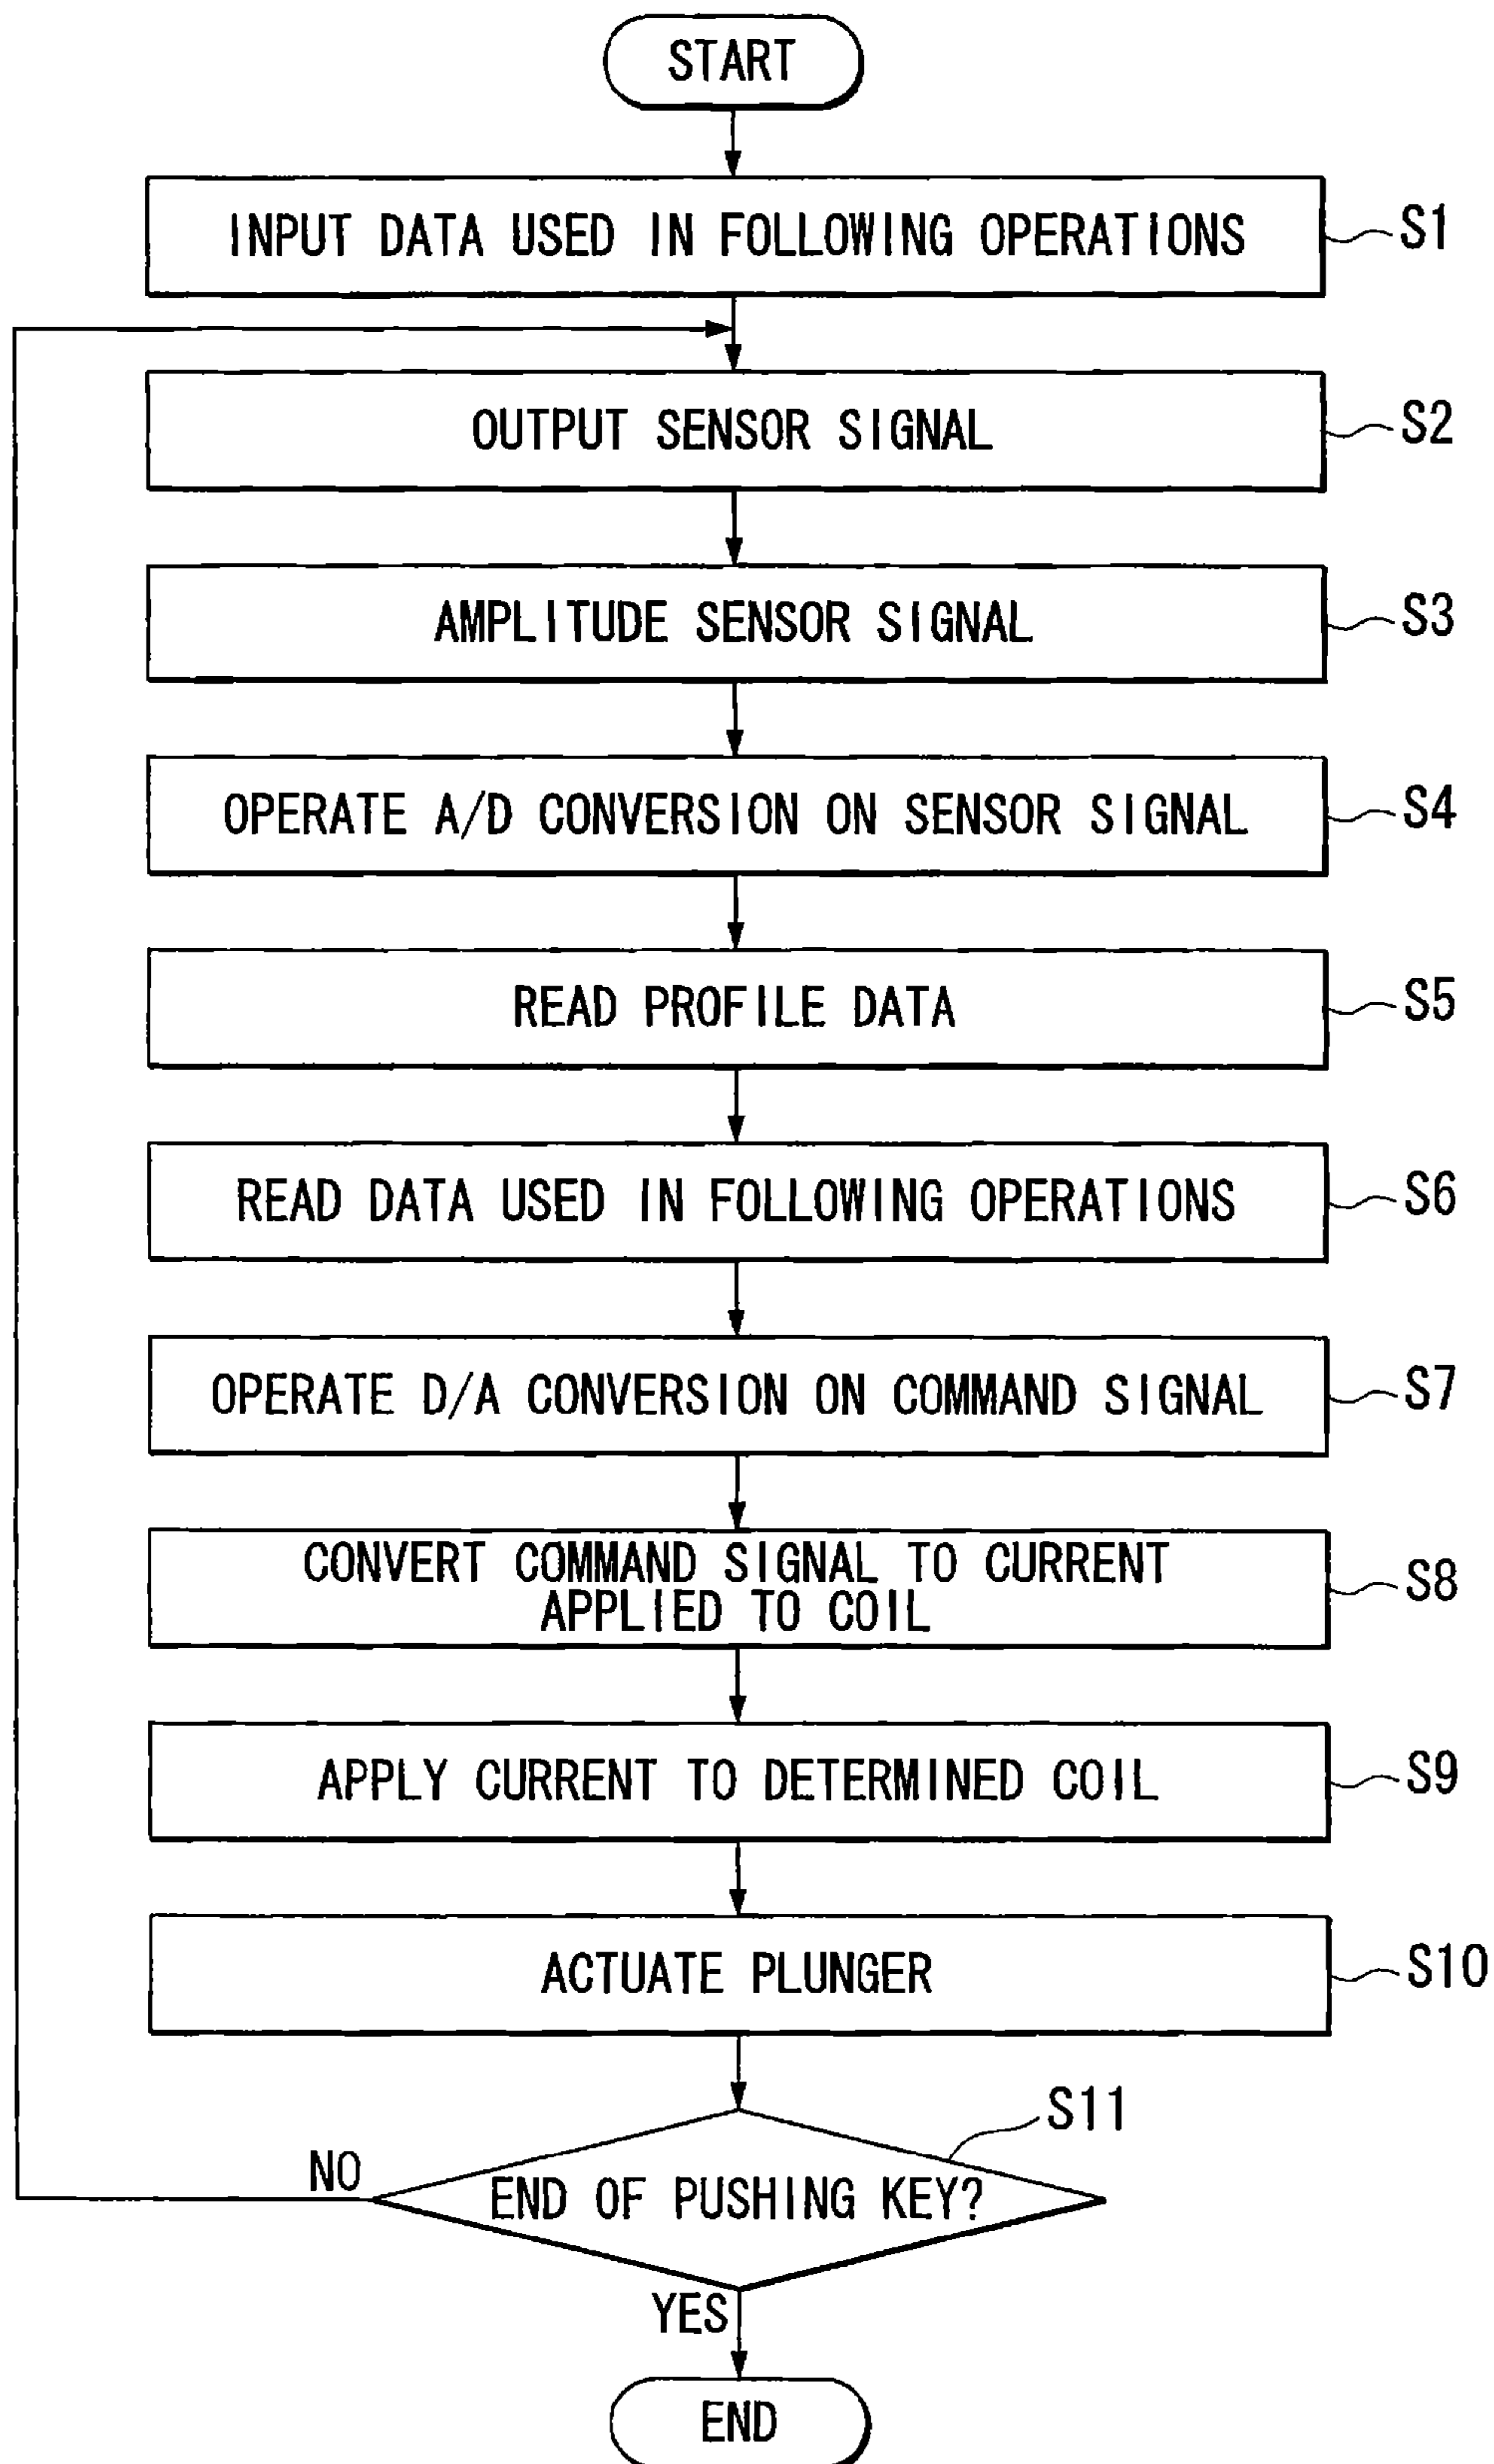 START
INPUT DATA USED IN FOLLOWING OPERATIONS
S1
OUTPUT SENSOR SIGNAL
S2
AMPLITUDE SENSOR SIGNAL
S3
OPERATE A/D CONVERSION ON SENSOR SIGNAL
S4
READ PROFILE DATA
S5
READ DATA USED IN FOLLOWING OPERATIONS
S6
OPERATE D/A CONVERSION ON COMMAND SIGNAL
S7
CONVERT COMMAND SIGNAL TO CURRENT
APPLIED TO COIL
S8
APPLY CURRENT TO DETERMINED COIL
S9
ACTUATE PLUNGER
S10
S11
NO
END OF PUSHING KEY?
YES
END